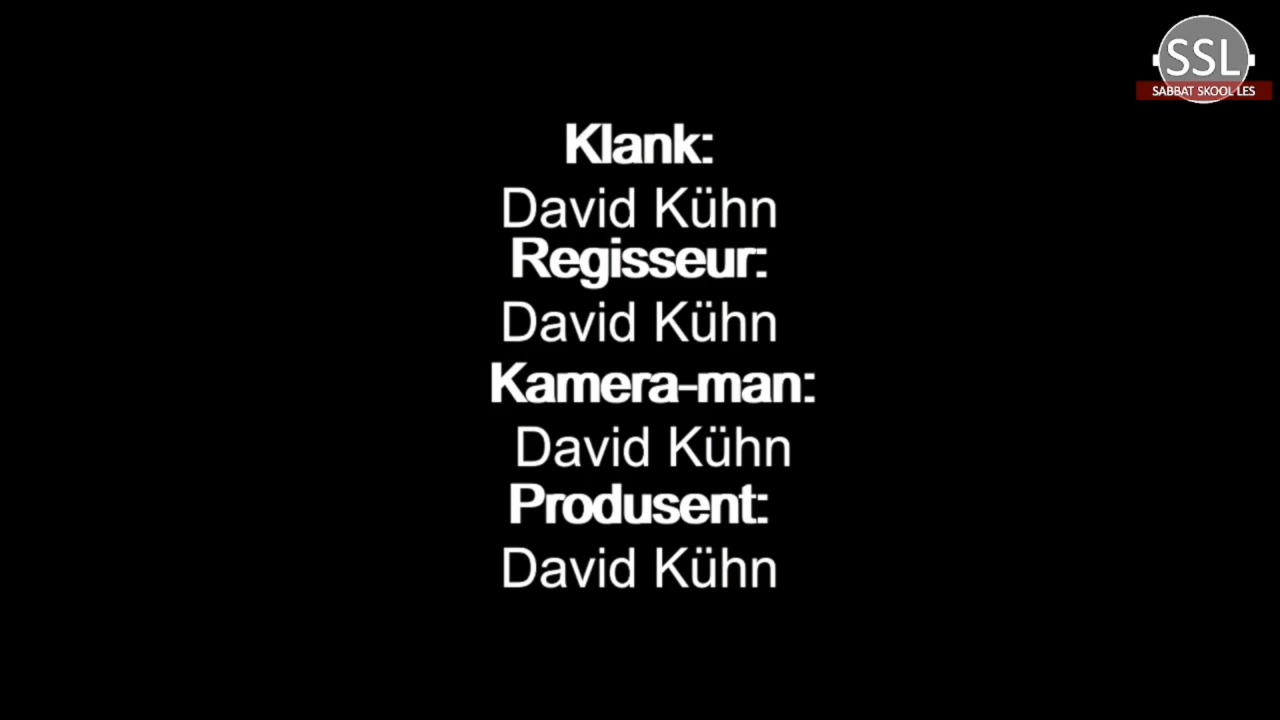 SSL
SABBAT SKOOL LES
Klank:
David Kühn
Regisseur:
David Kühn
Kamera-man:
David Kühn
Produsent:
David Kühn